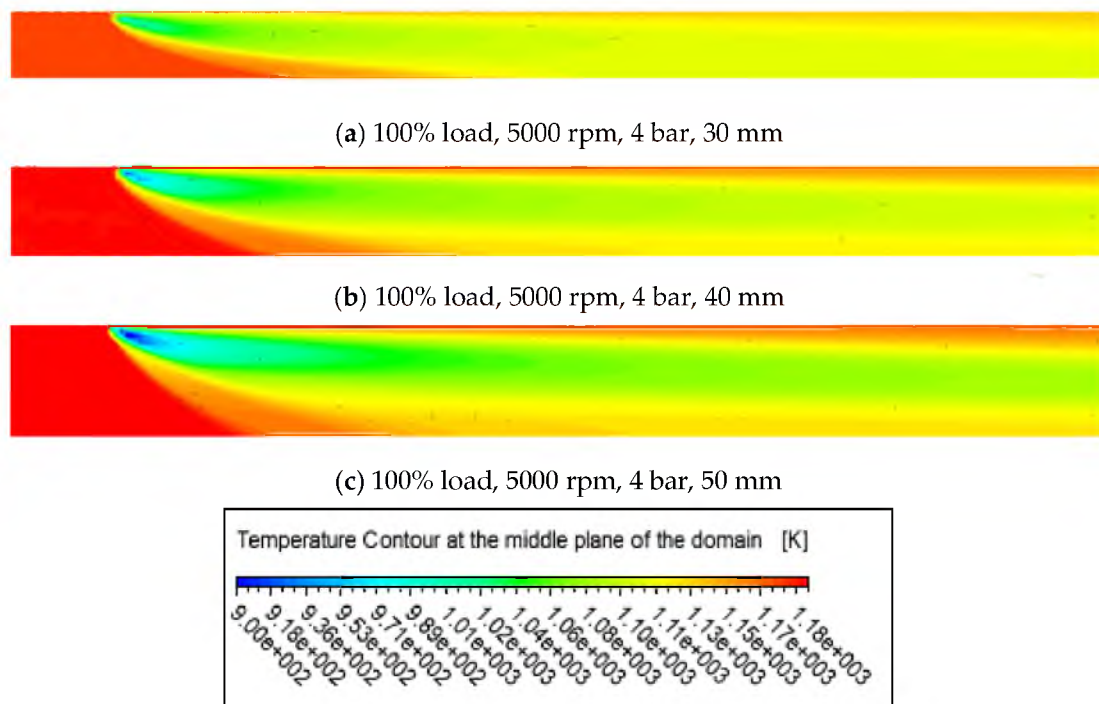 (a) 100% load, 5000 rpm, 4 bar, 30 mm
(b) 100% load, 5000 rpm, 4 bar, 40 mm
(c) 100% load, 5000 rpm, 4 bar, 50 mm
Temperature Contour at the middle plane of the domain [K]
9.00e+002
9.18e+002
9.36e+002
9.53e+002
9.71e+002
9.89e+002
1.01e+003
1.02e+003
1.04e+003
1.06e+003
1.08e+003
1.10e+003
1.11e+003
1.13e+003
1.15e+003
1.17e+003
1.18e+003